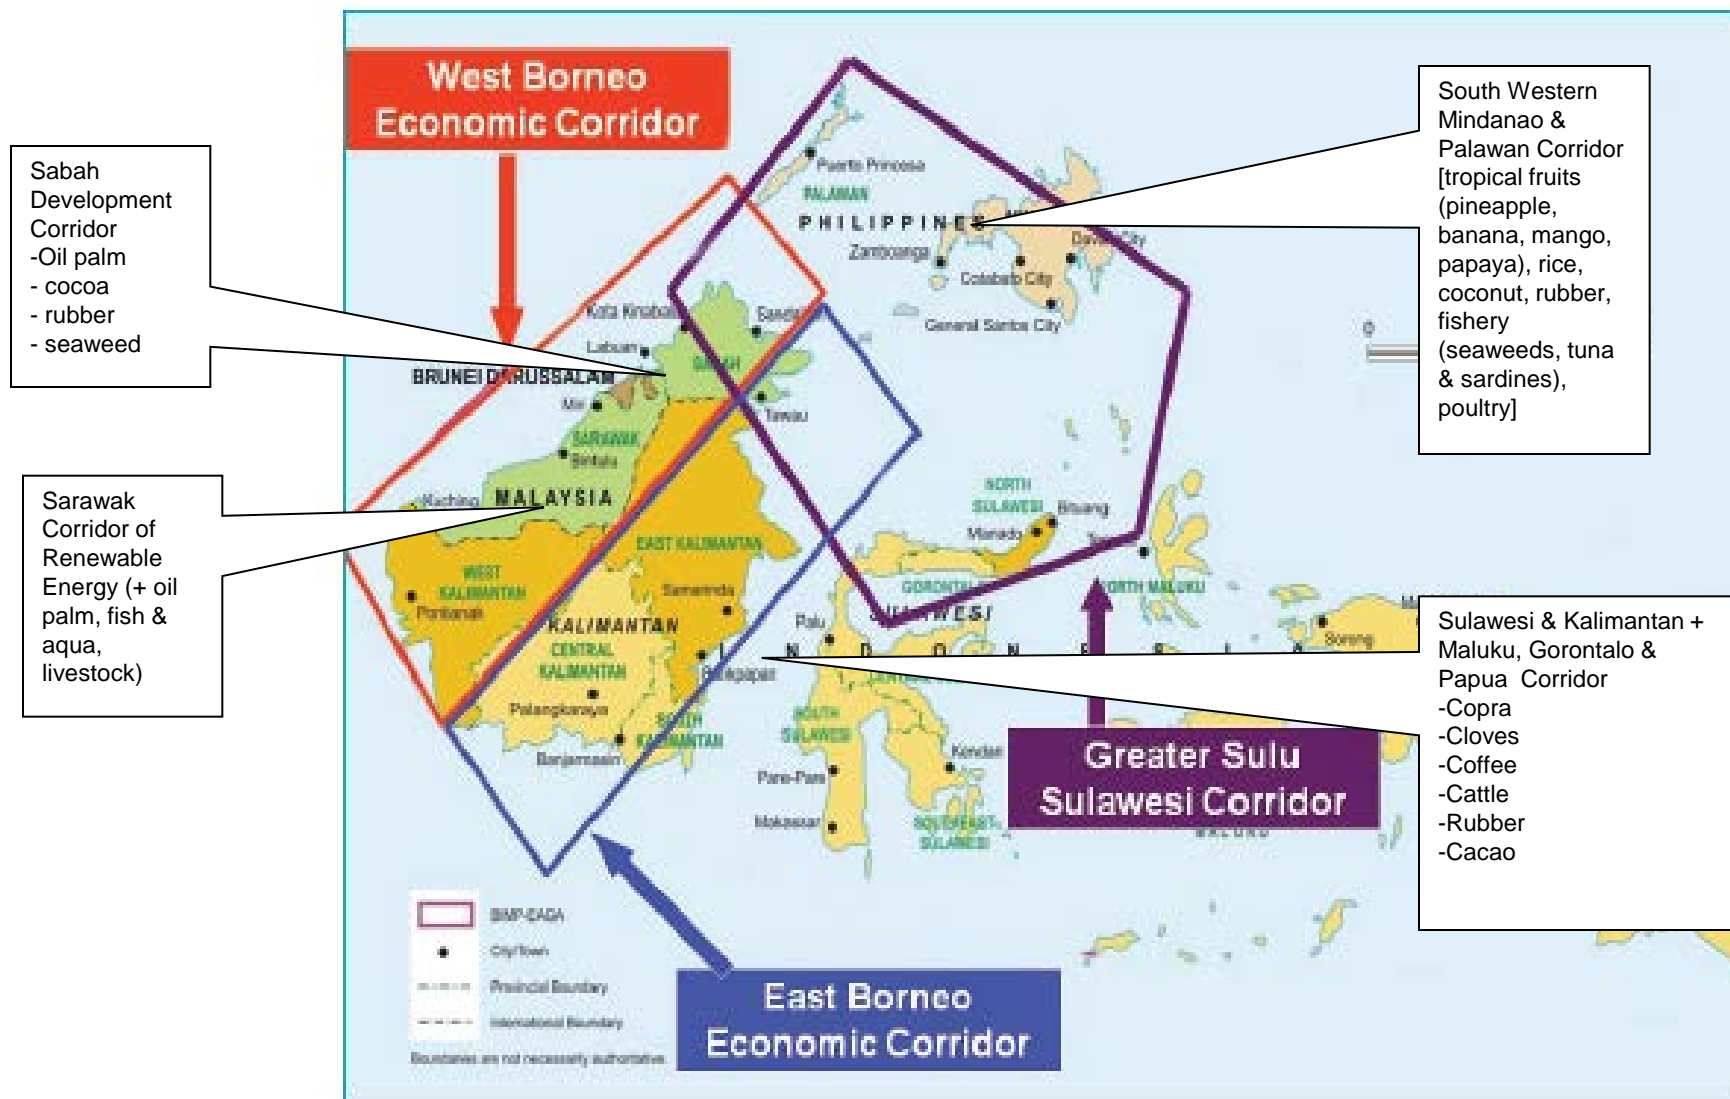 West Borneo
Economic Corridor
Sabah
Development
Corridor
-Oil palm
- cocoa
- rubber
- seaweed
Sarawak
Corridor of
Renewable
Energy (+ oil
palm, fish &
aqua,
livestock)
South Western
Mindanao &
Palawan Corridor
[tropical fruits
(pineapple,
banana, mango,
papaya), rice,
coconut, rubber,
fishery
(seaweeds, tuna
& sardines),
poultry]
Sulawesi & Kalimantan +
Maluku, Gorontalo &
Papua  Corridor
-Copra
-Cloves
-Coffee
-Cattle
-Rubber
-Cacao
Greater Sulu
Sulawesi Corridor
East Borneo
Economic Corridor
Puerto Princesa
PALAWAN
PHILIPPINES
Zamboanga
Cotabato City
General Santos City
Kota Kinabalu
Labuan
BRUNEI DARUSSALAM
Miri
Tawau
SARAWAK
Bintulu
Kuching
MALAYSIA
EAST KALIMANTAN
WEST
KALIMANTAN
Pontianak
Samarinda
KALIMANTAN
CENTRAL
KALIMANTAN
Palangkaraya
Banjarmasin
SOUTH
KALIMANTAN
NORTH
SULAWESI
Bitung
Manado
NORTH MALUKU
Palu
SOUTH
SULAWESI
Pare-Pare
Kendari
Makassar
SOUTHEAST
SULAWESI
Sorong
0
BIMP-EAGA
City/Town
Provincial Boundary
International Boundary
Boundaries are not necessarily authoritative.